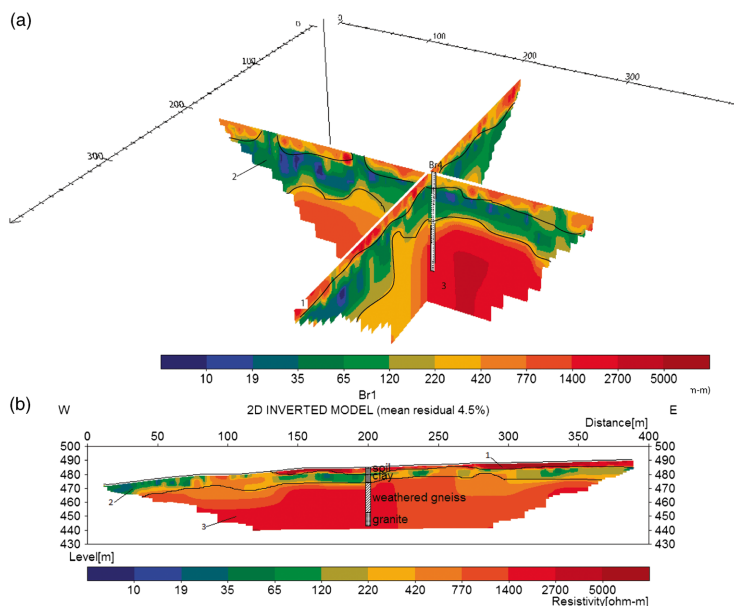 (a)
0 0
100 100
200 200
300 300
Br4
2
3
1
10 19 35 65 120 220 420 770 1400 2700 5000
Br1 m-m)
(b) W 2D INVERTED MODEL (mean residual 4.5%) E
Distance[m]
0 50 100 150 200 250 300 350 400
500 500
490 soil 1 490
480 clay 480
470 470
2 460 weathered gneiss 460
450 3 450
440 granite 440
430 430
Level[m]
10 19 35 65 120 220 420 770 1400 2700 5000
Resistivity[ohm-m]